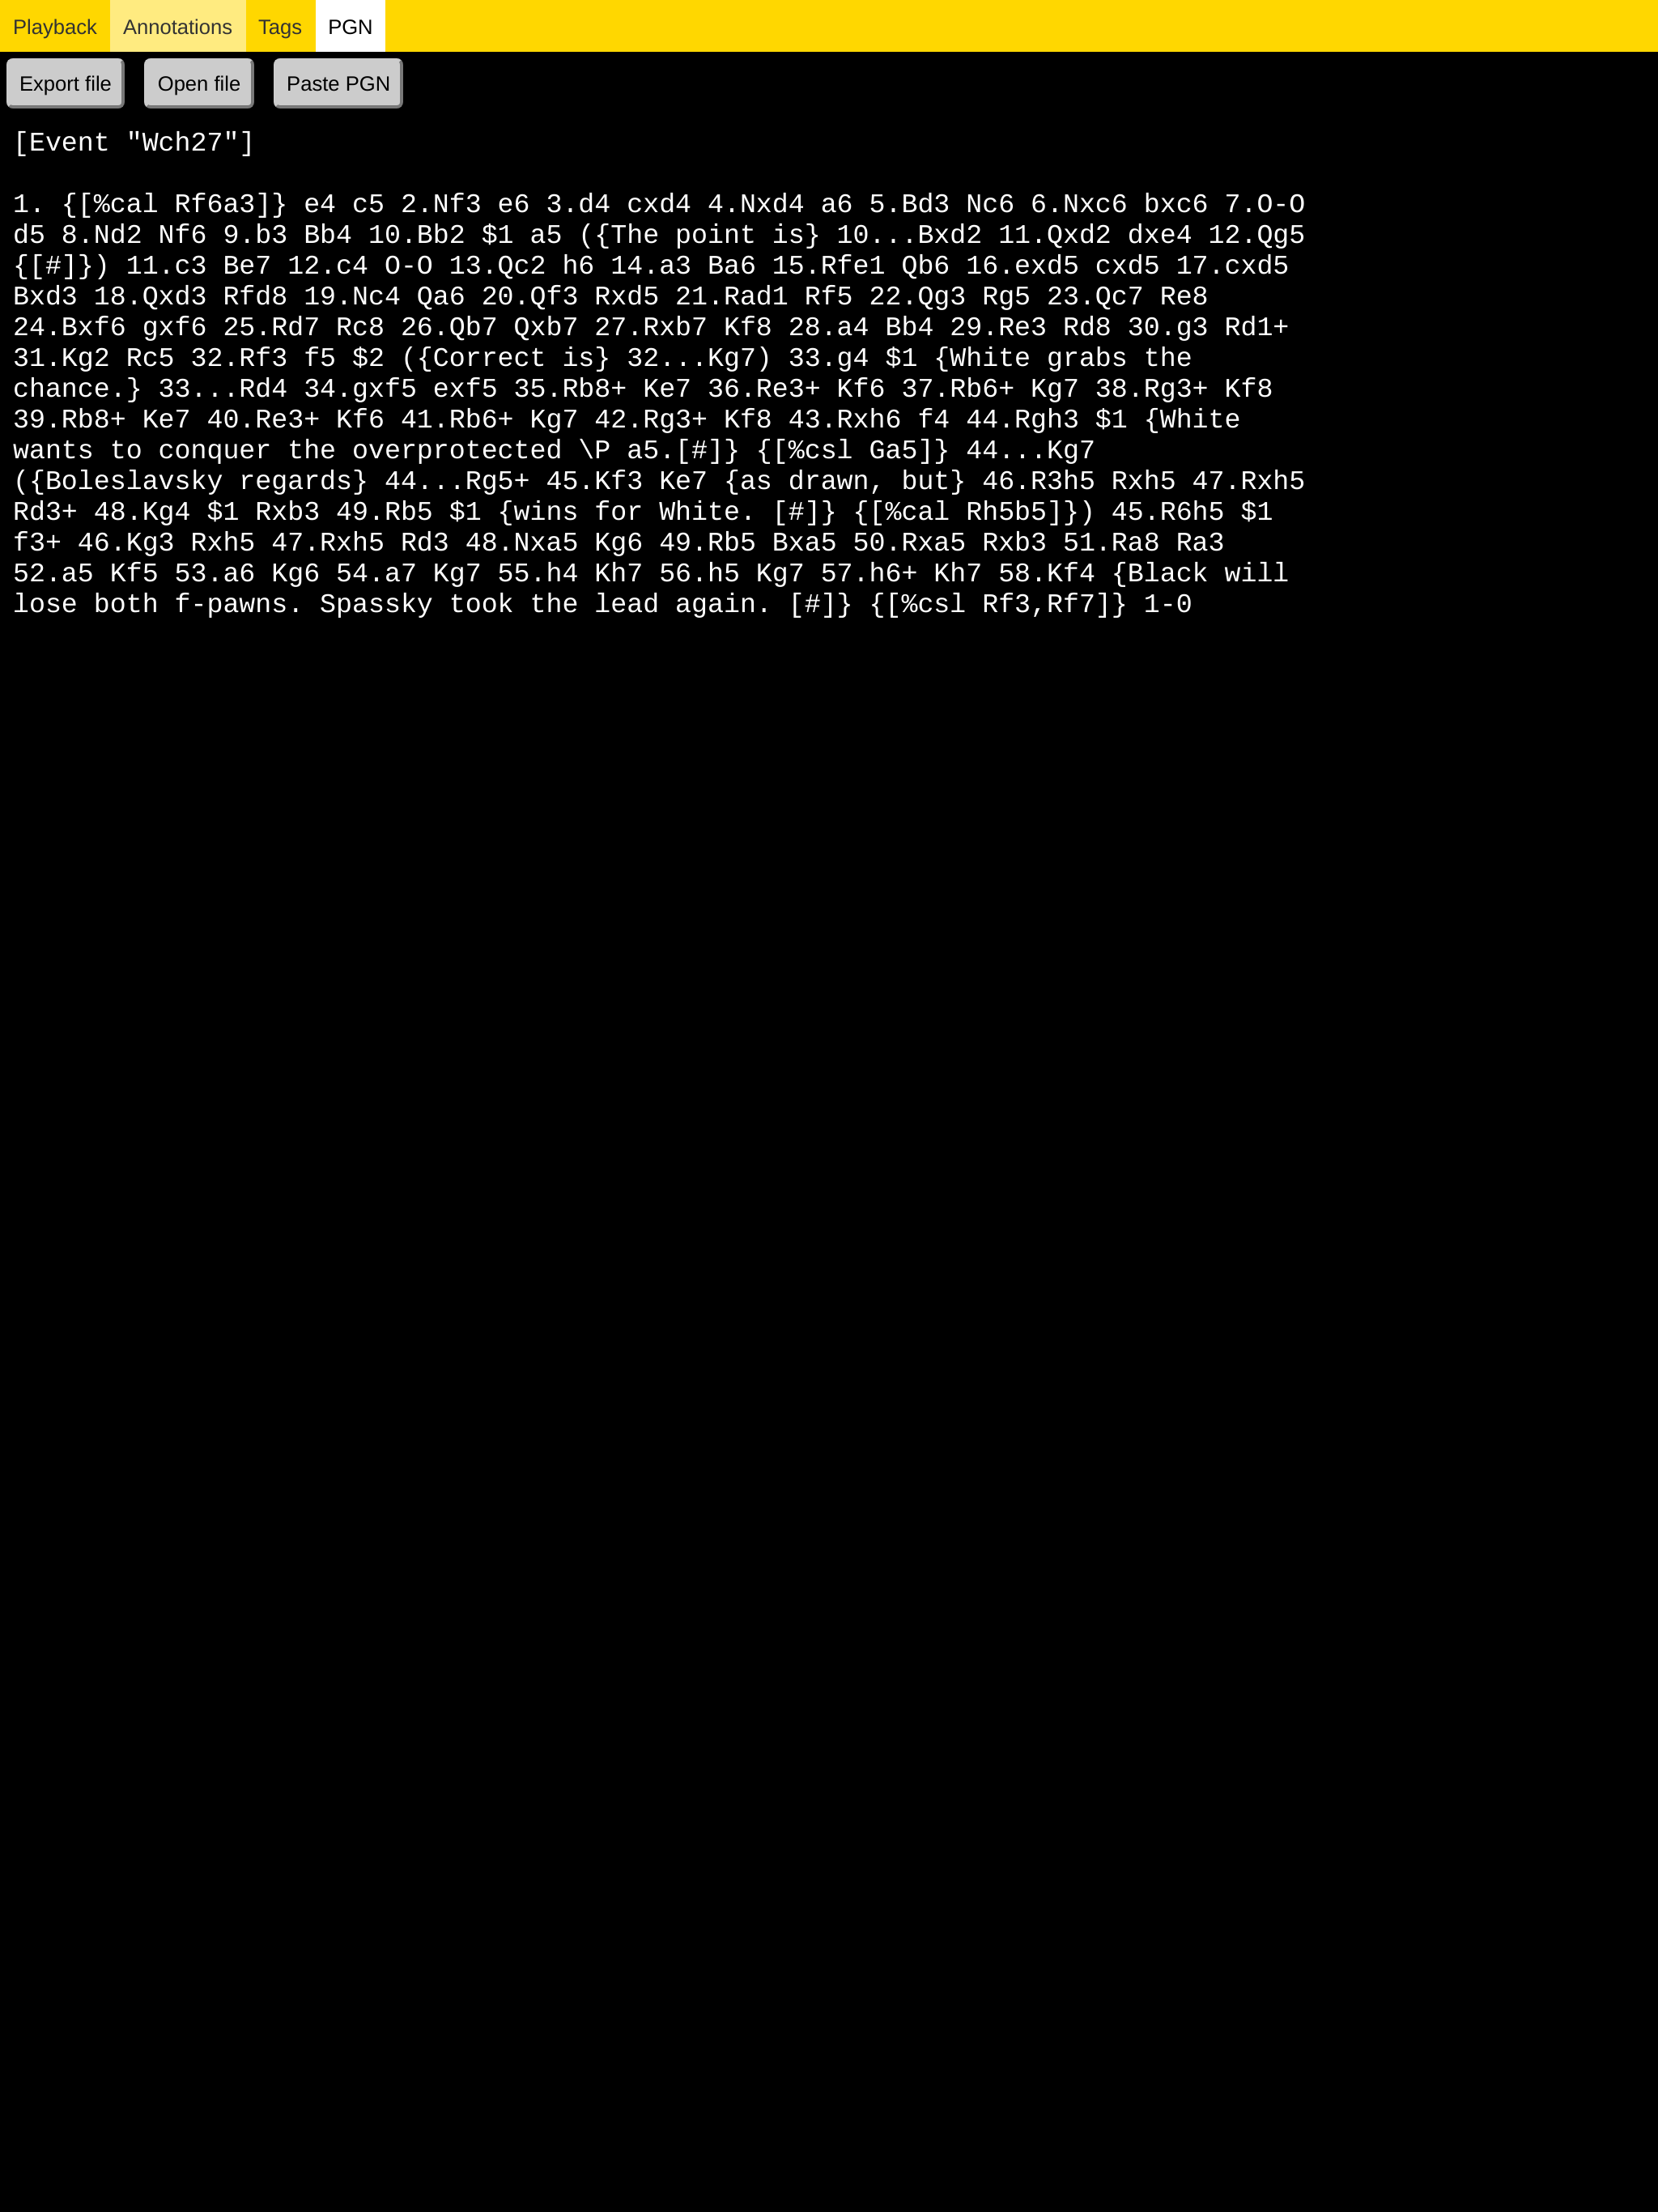 Playback Annotations Tags PGN
Export file Open file Paste PGN
[Event "Wch27"]
1. {[%cal Rf6a3]} e4 c5 2.Nf3 e6 3.d4 cxd4 4.Nxd4 a6 5.Bd3 Nc6 6.Nxc6 bxc6 7.O-O
d5 8.Nd2 Nf6 9.b3 Bb4 10.Bb2 $1 a5 ({The point is} 10...Bxd2 11.Qxd2 dxe4 12.Qg5
{[#]}) 11.c3 Be7 12.c4 O-O 13.Qc2 h6 14.a3 Ba6 15.Rfe1 Qb6 16.exd5 cxd5 17.cxd5
Bxd3 18.Qxd3 Rfd8 19.Nc4 Qa6 20.Qf3 Rxd5 21.Rad1 Rf5 22.Qg3 Rg5 23.Qc7 Re8
24.Bxf6 gxf6 25.Rd7 Rc8 26.Qb7 Qxb7 27.Rxb7 Kf8 28.a4 Bb4 29.Re3 Rd8 30.g3 Rd1+
31.Kg2 Rc5 32.Rf3 f5 $2 ({Correct is} 32...Kg7) 33.g4 $1 {White grabs the
chance.} 33...Rd4 34.gxf5 exf5 35.Rb8+ Ke7 36.Re3+ Kf6 37.Rb6+ Kg7 38.Rg3+ Kf8
39.Rb8+ Ke7 40.Re3+ Kf6 41.Rb6+ Kg7 42.Rg3+ Kf8 43.Rxh6 f4 44.Rgh3 $1 {White
wants to conquer the overprotected \P a5.[#]} {[%csl Ga5]} 44...Kg7
({Boleslavsky regards} 44...Rg5+ 45.Kf3 Ke7 {as drawn, but} 46.R3h5 Rxh5 47.Rxh5
Rd3+ 48.Kg4 $1 Rxb3 49.Rb5 $1 {wins for White. [#]} {[%cal Rh5b5]}) 45.R6h5 $1
f3+ 46.Kg3 Rxh5 47.Rxh5 Rd3 48.Nxa5 Kg6 49.Rb5 Bxa5 50.Rxa5 Rxb3 51.Ra8 Ra3
52.a5 Kf5 53.a6 Kg6 54.a7 Kg7 55.h4 Kh7 56.h5 Kg7 57.h6+ Kh7 58.Kf4 {Black will
lose both f-pawns. Spassky took the lead again. [#]} {[%csl Rf3,Rf7]} 1-0